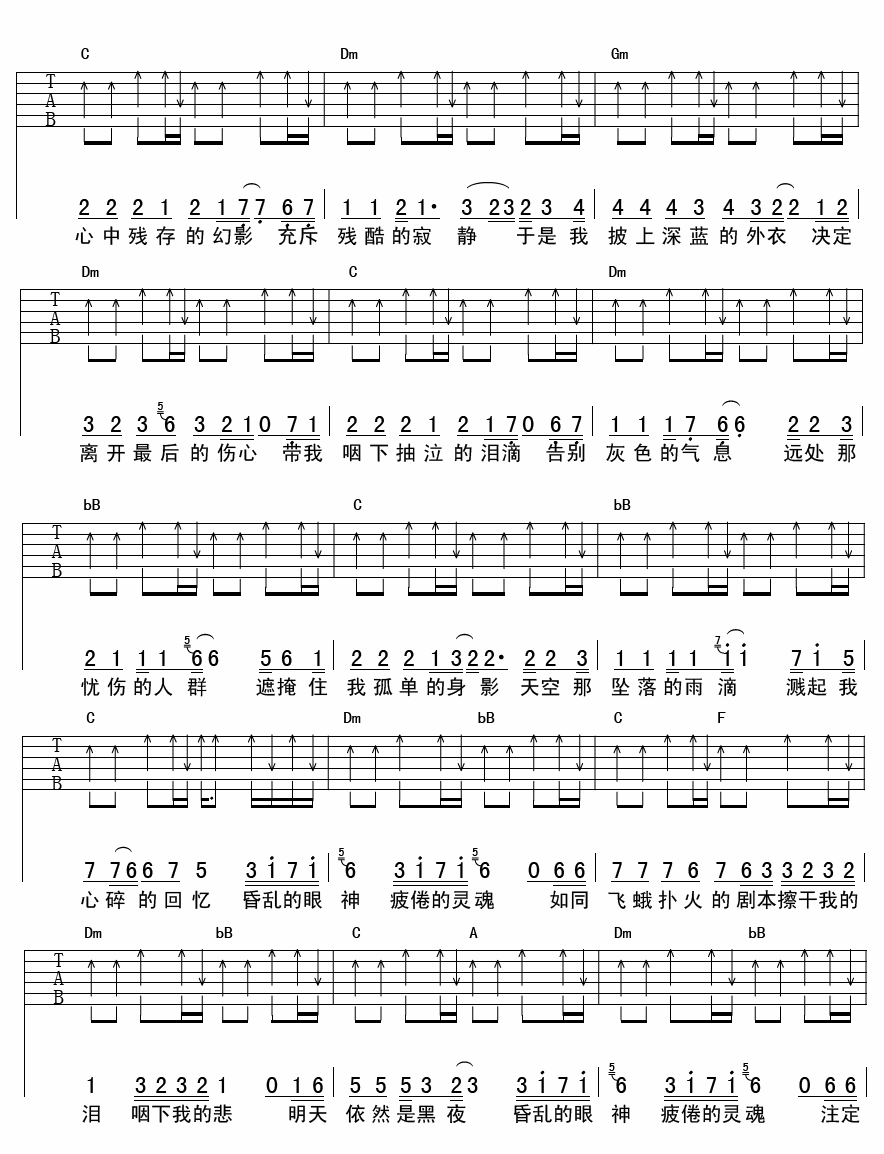 C Dm Gm
T A B
2 2 2 1 2 1 7 7 6 7 1 1 2 1· 3 2 3 2 3 4 4 4 4 3 4 3 2 2 1 2
心中残存的幻影 充斥 残酷的寂 静 于是我 披上深蓝的外衣 决定
Dm C Dm
T A B
3 2 3 5 6 3 2 1 0 7 1 2 2 2 1 2 1 7 0 6 7 1 1 1 7 6 6 2 2 3
离开最后的伤心 带我 咽下抽泣的泪滴 告别 灰色的气息 远处那
bB C bB
T A B
2 1 1 1 5 6 6 5 6 1 2 2 2 1 3 2 2· 2 2 3 1 1 1 1 7 1 1 7 1 5
忧伤的人 群 遮掩住 我孤单的身 影 天空那 坠落的雨 滴 溅起我
C Dm bB C F
T A B
7 7 6 6 7 5 3 1 7 1 5 6 3 1 7 1 5 6 0 6 6 7 7 7 6 7 6 3 3 2 3 2
心碎 的回忆 昏乱的眼 神 疲倦的灵魂 如同 飞蛾扑火的剧本擦干我的
Dm bB C A Dm bB
T A B
1 3 2 3 2 1 0 1 6 5 5 5 3 2 3 3 1 7 1 5 6 3 1 7 1 5 6 0 6 6
泪 咽下我的悲 明天 依然是黑夜 昏乱的眼 神 疲倦的灵魂 注定